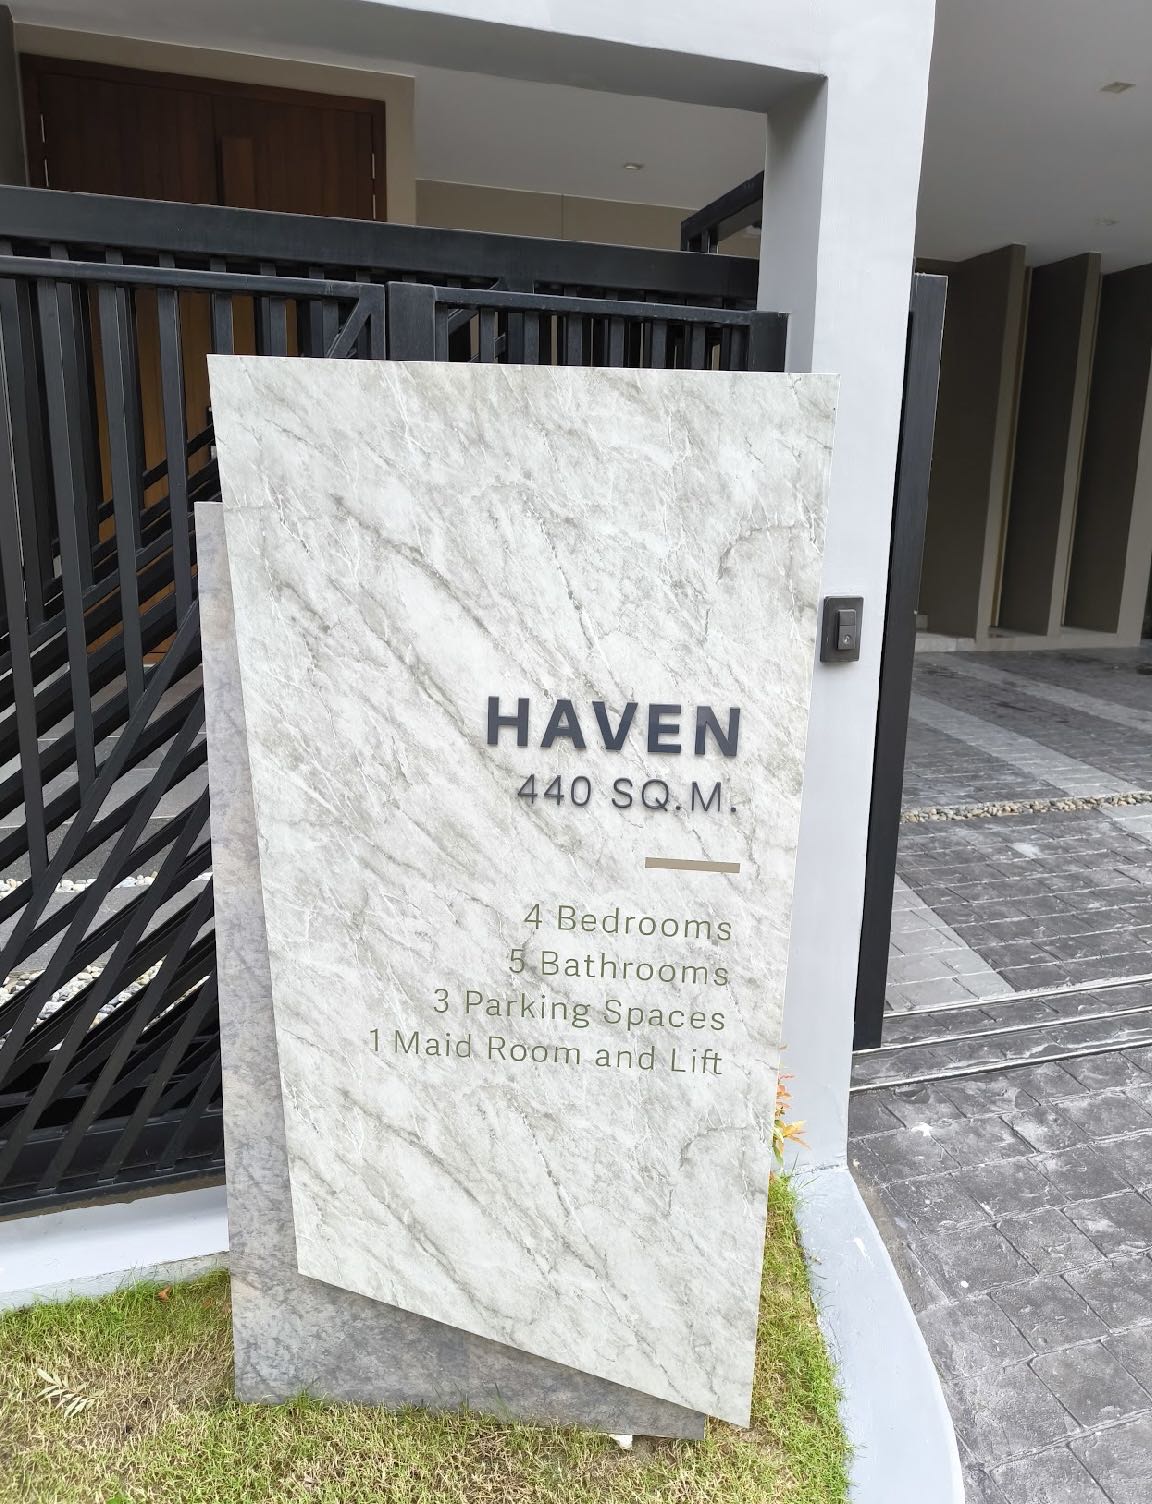 HAVEN
440 SQ.M.
4 Bedrooms
5 Bathrooms
3 Parking Spaces
1 Maid Room and Lift